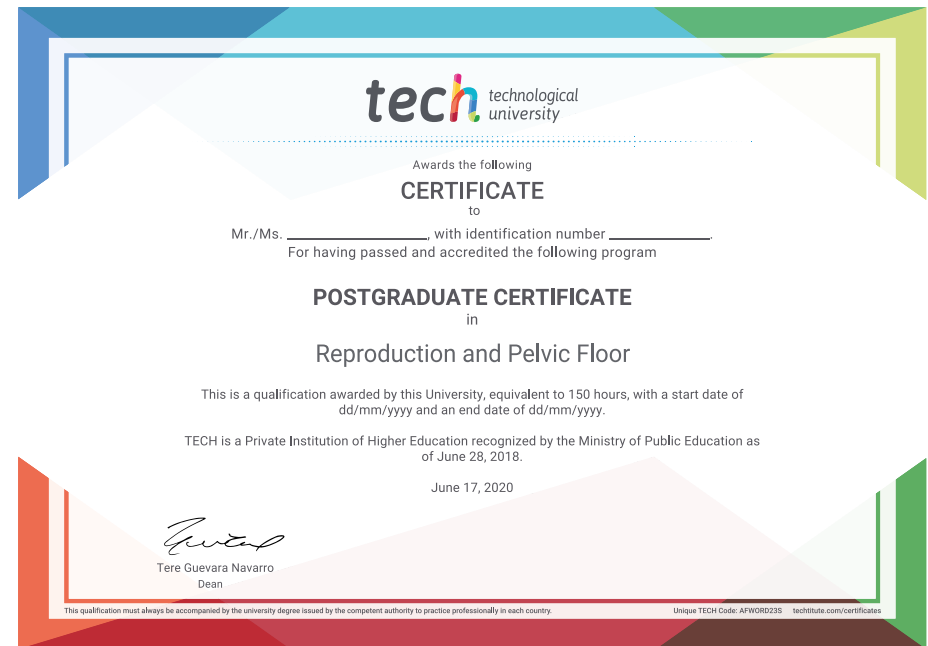 tech technological
university
Awards the following
CERTIFICATE
to
Mr./Ms. ____________________, with identification number ______________.
For having passed and accredited the following program
POSTGRADUATE CERTIFICATE
in
Reproduction and Pelvic Floor
This is a qualification awarded by this University, equivalent to 150 hours, with a start date of
dd/mm/yyyy and an end date of dd/mm/yyyy.
TECH is a Private Institution of Higher Education recognized by the Ministry of Public Education as
of June 28, 2018.
June 17, 2020
Tere Guevara Navarro
Dean
This qualification must always be accompanied by the university degree issued by the competent authority to practice professionally in each country.
Unique TECH Code: AFWORD23S techtitute.com/certificates